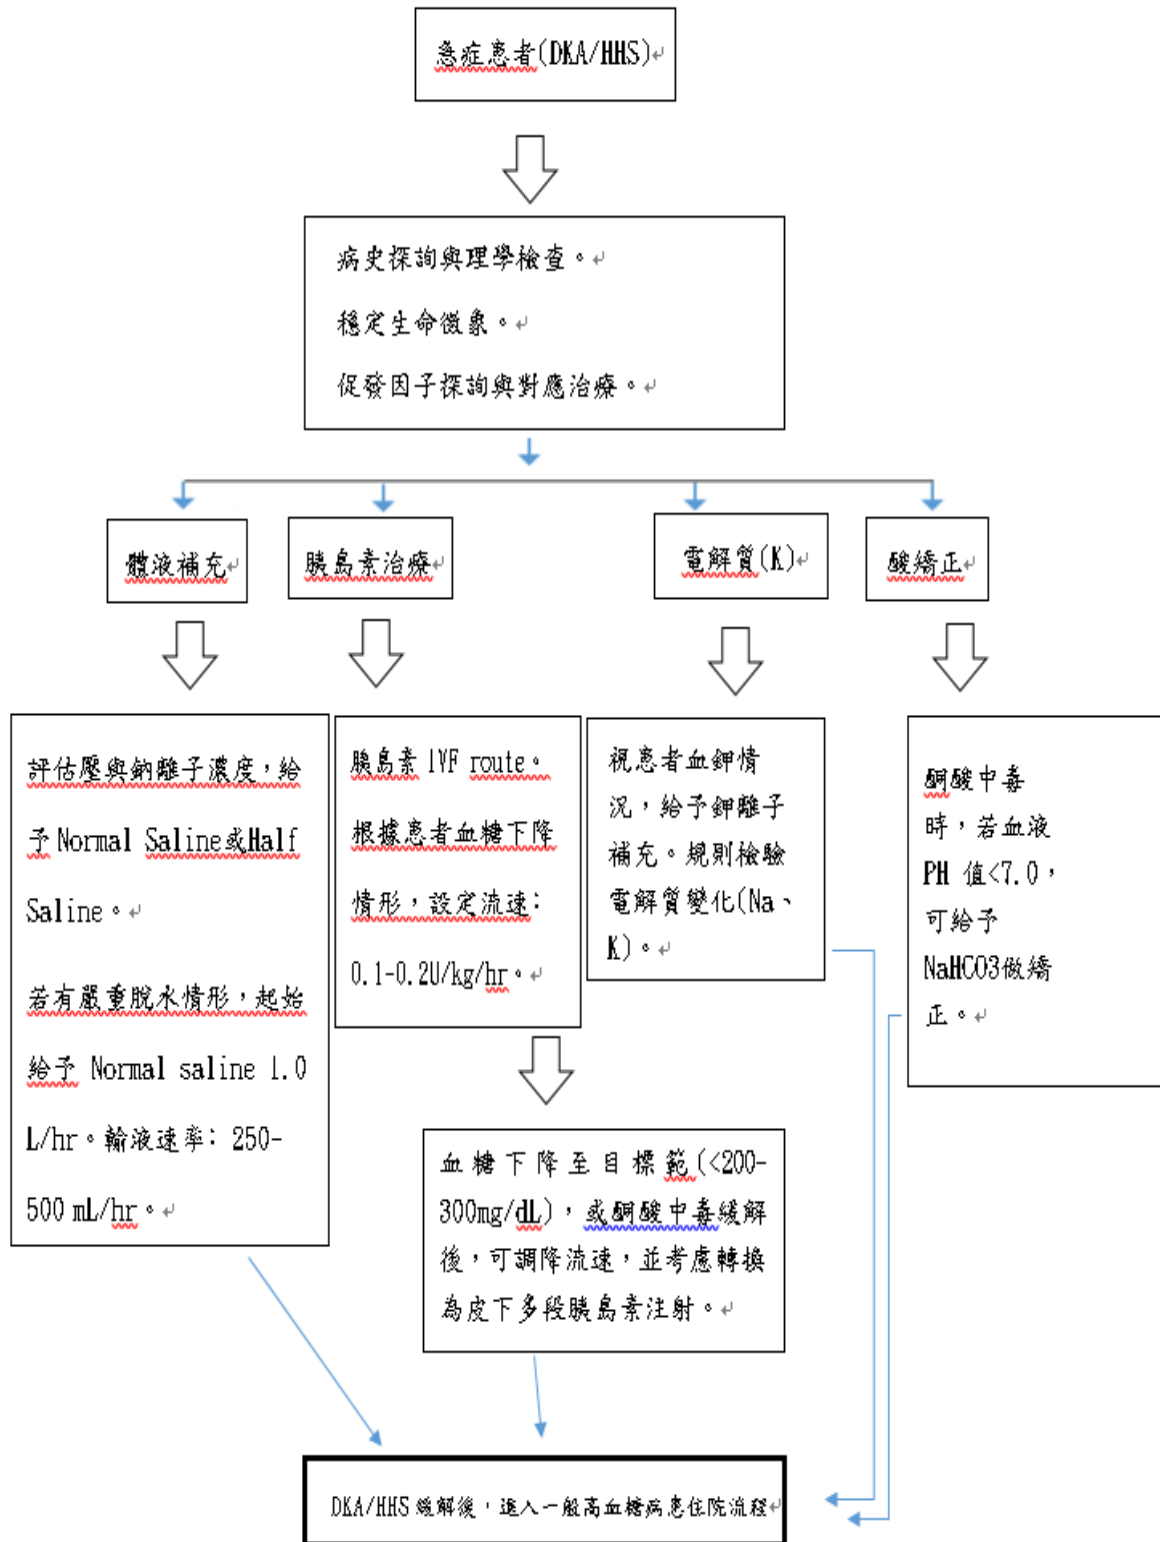 急症患者(DKA/HHS)
病史探詢與理學檢查。
穩定生命徵象。
促發因子探詢與對應治療。
體液補充
胰島素治療
電解質(K)
酸矯正
評估壓與鈉離子濃度,給
予 Normal Saline或Half
Saline。
若有嚴重脫水情形,起始
給予 Normal saline 1.0
L/hr。輸液速率: 250-
500 mL/hr。
胰島素 IVF route。
根據患者血糖下降
情形,設定流速:
0.1-0.2U/kg/hr。
視患者血鉀情
況,給予鉀離子
補充。規則檢驗
電解質變化(Na、
K)。
酮酸中毒
時,若血液
PH 值<7.0,
可給予
NaHCO3做矯
正。
血糖下降至目標範(<200-
300mg/dL),或酮酸中毒緩解
後,可調降流速,並考慮轉換
為皮下多段胰島素注射。
DKA/HHS 緩解後,進入一般高血糖病患住院流程